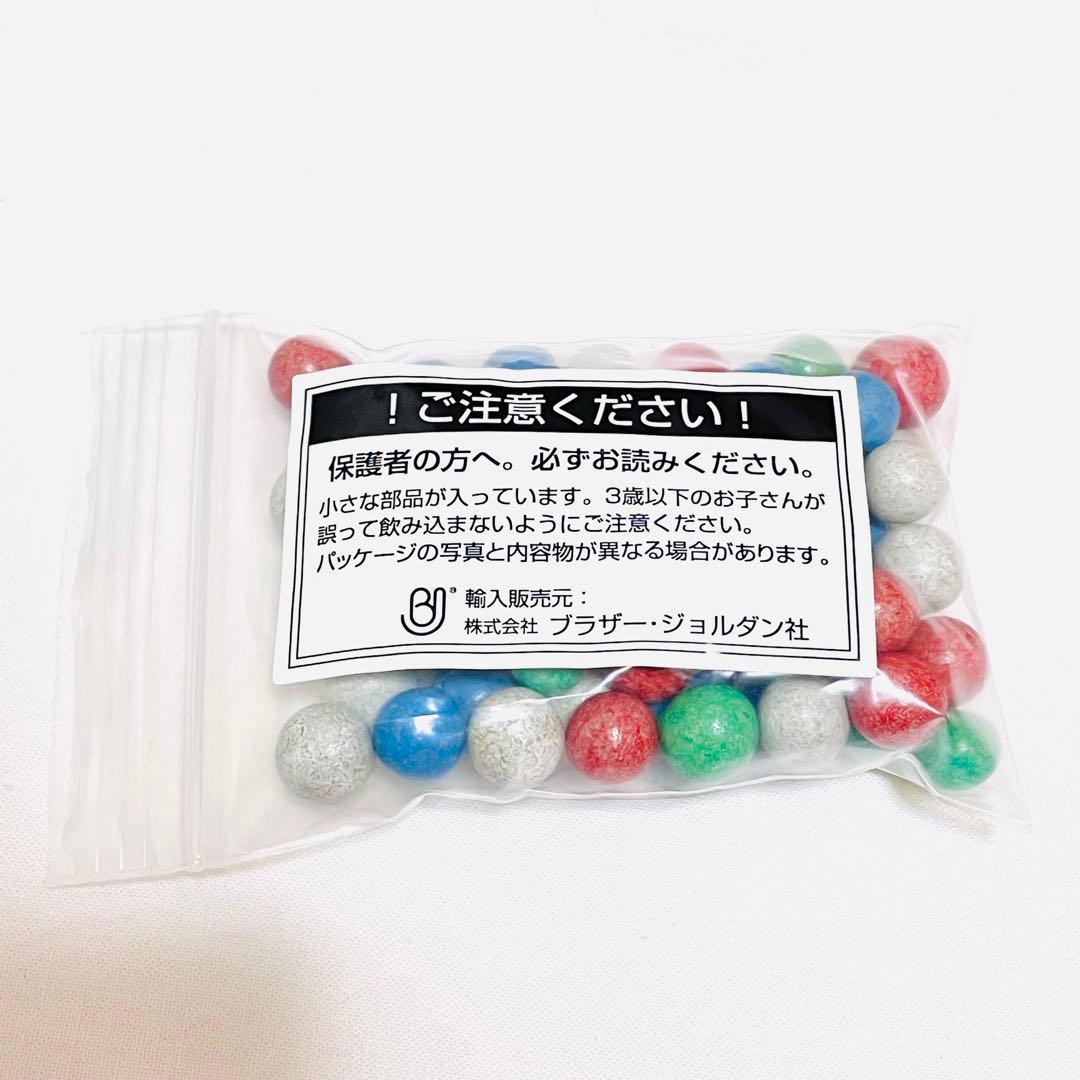 ！ご注意ください！
保護者の方へ。必ずお読みください。
小さな部品が入っています。3歳以下のお子さんが
誤って飲み込まないようにご注意ください。
パッケージの写真と内容物が異なる場合があります。
BJ® 輸入販売元：
株式会社 ブラザー・ジョルダン社